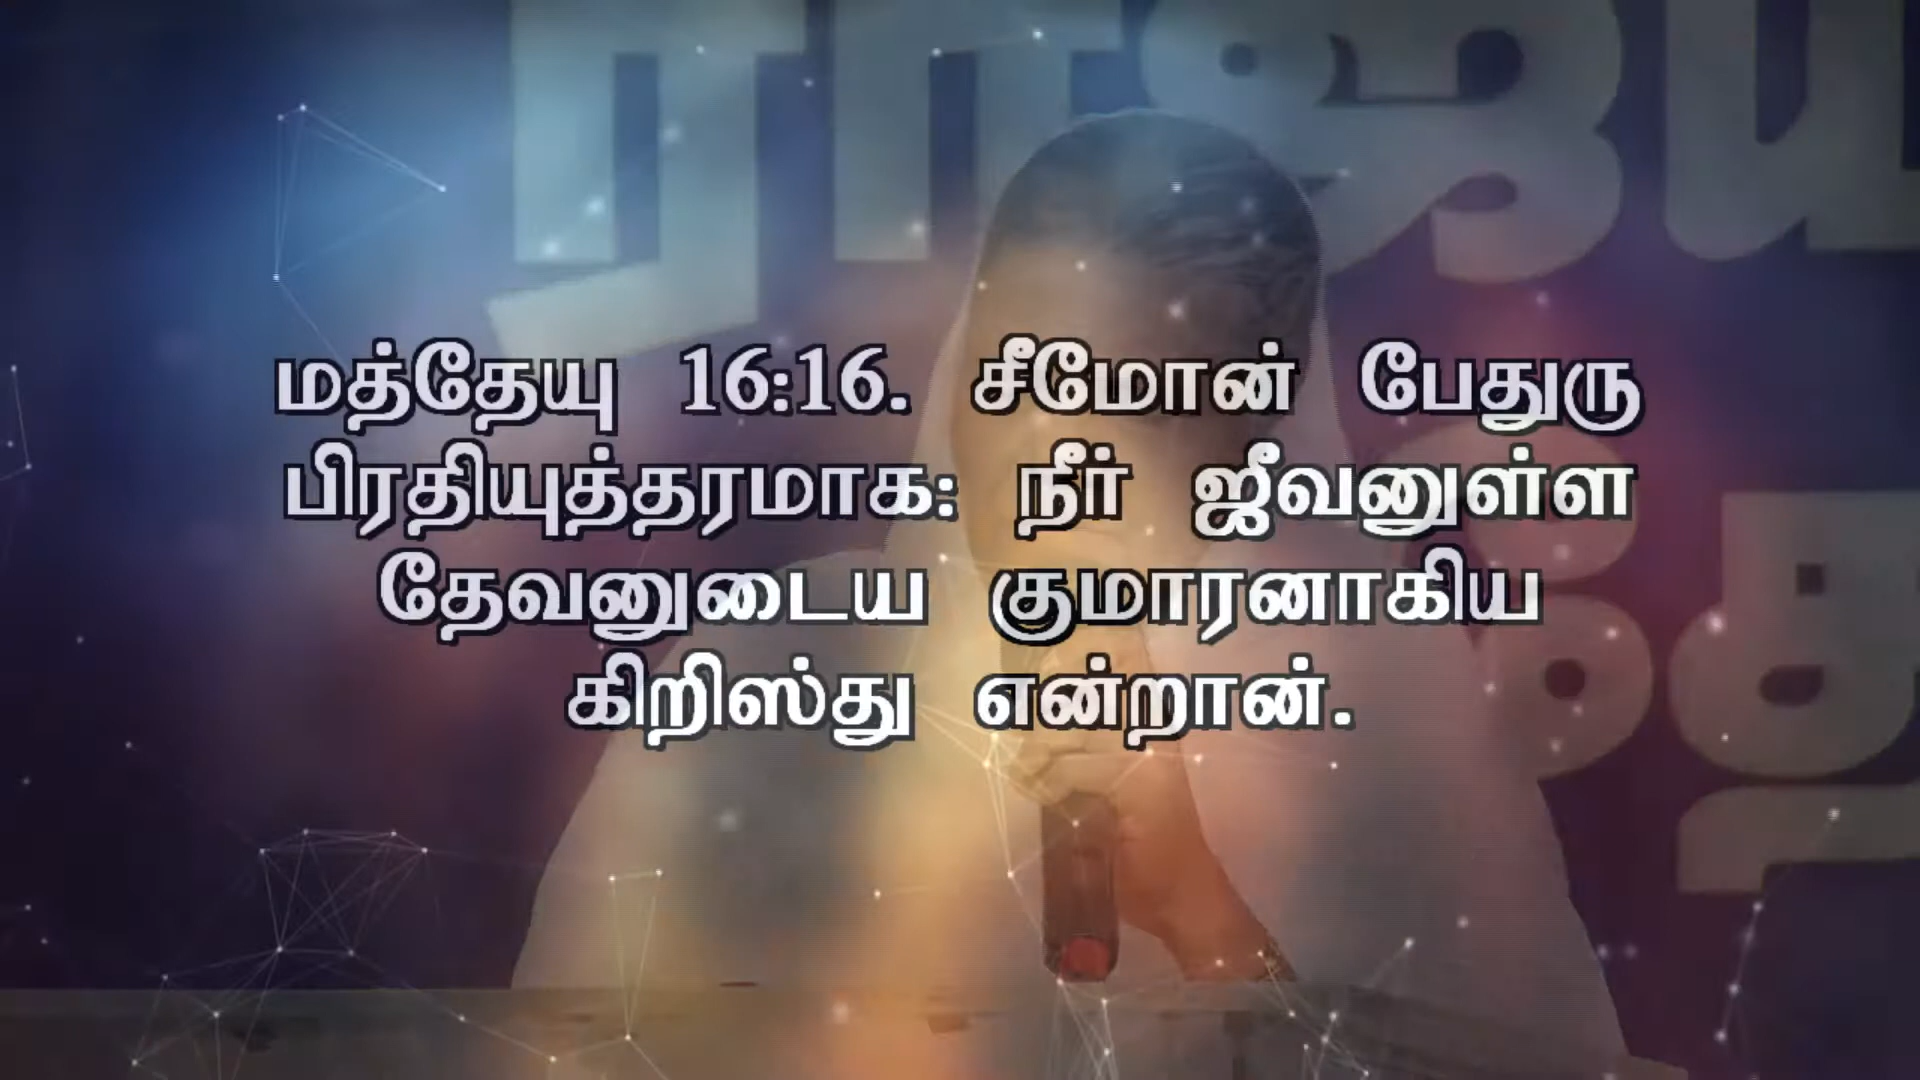 மத்தேயு 16:16. சீமோன் பேதுரு
பிரதியுத்தரமாக: நீர் ஜீவனுள்ள
தேவனுடைய குமாரனாகிய
கிறிஸ்து என்றான்.